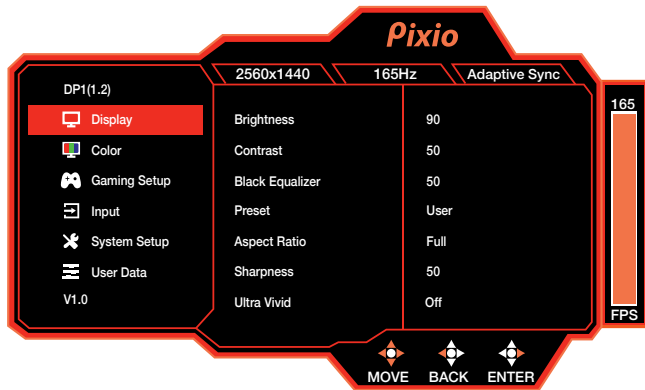 Pixio
2560x1440 165Hz Adaptive Sync
DP1(1.2)
165
Display
Brightness 90
Color
Contrast 50
Gaming Setup
Black Equalizer 50
Input
Preset User
System Setup
Aspect Ratio Full
User Data
Sharpness 50
V1.0
Ultra Vivid Off
FPS
MOVE BACK ENTER